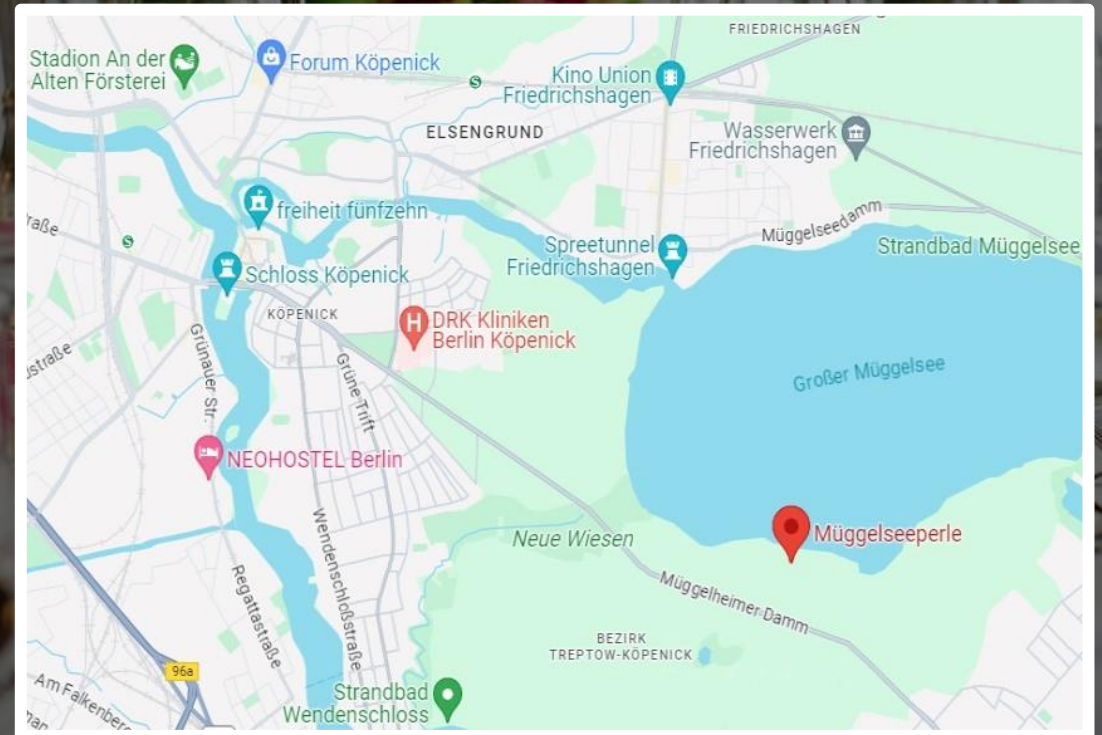 FRIEDRICHSHAGEN
Stadion An der
Alten Försterei
Forum Köpenick
S
Kino Union
Friedrichshagen
ELSENGRUND
Wasserwerk
Friedrichshagen
freiheit fünfzehn
Müggelseedamm
raße
S
Spreetunnel
Friedrichshagen
Strandbad Müggelsee
Schloss Köpenick
KÖPENICK
H
DRK Kliniken
Berlin Köpenick
Grünauer Str.
Grüne Trift
straße
Großer Müggelsee
NEOHOSTEL Berlin
Wendenschloßstraße
Neue Wiesen
Müggelseeperle
Regattastraße
Müggelheimer Damm
BEZIRK
TREPTOW-KÖPENICK
96a
Am Falkenberg
Strandbad
Wendenschloss